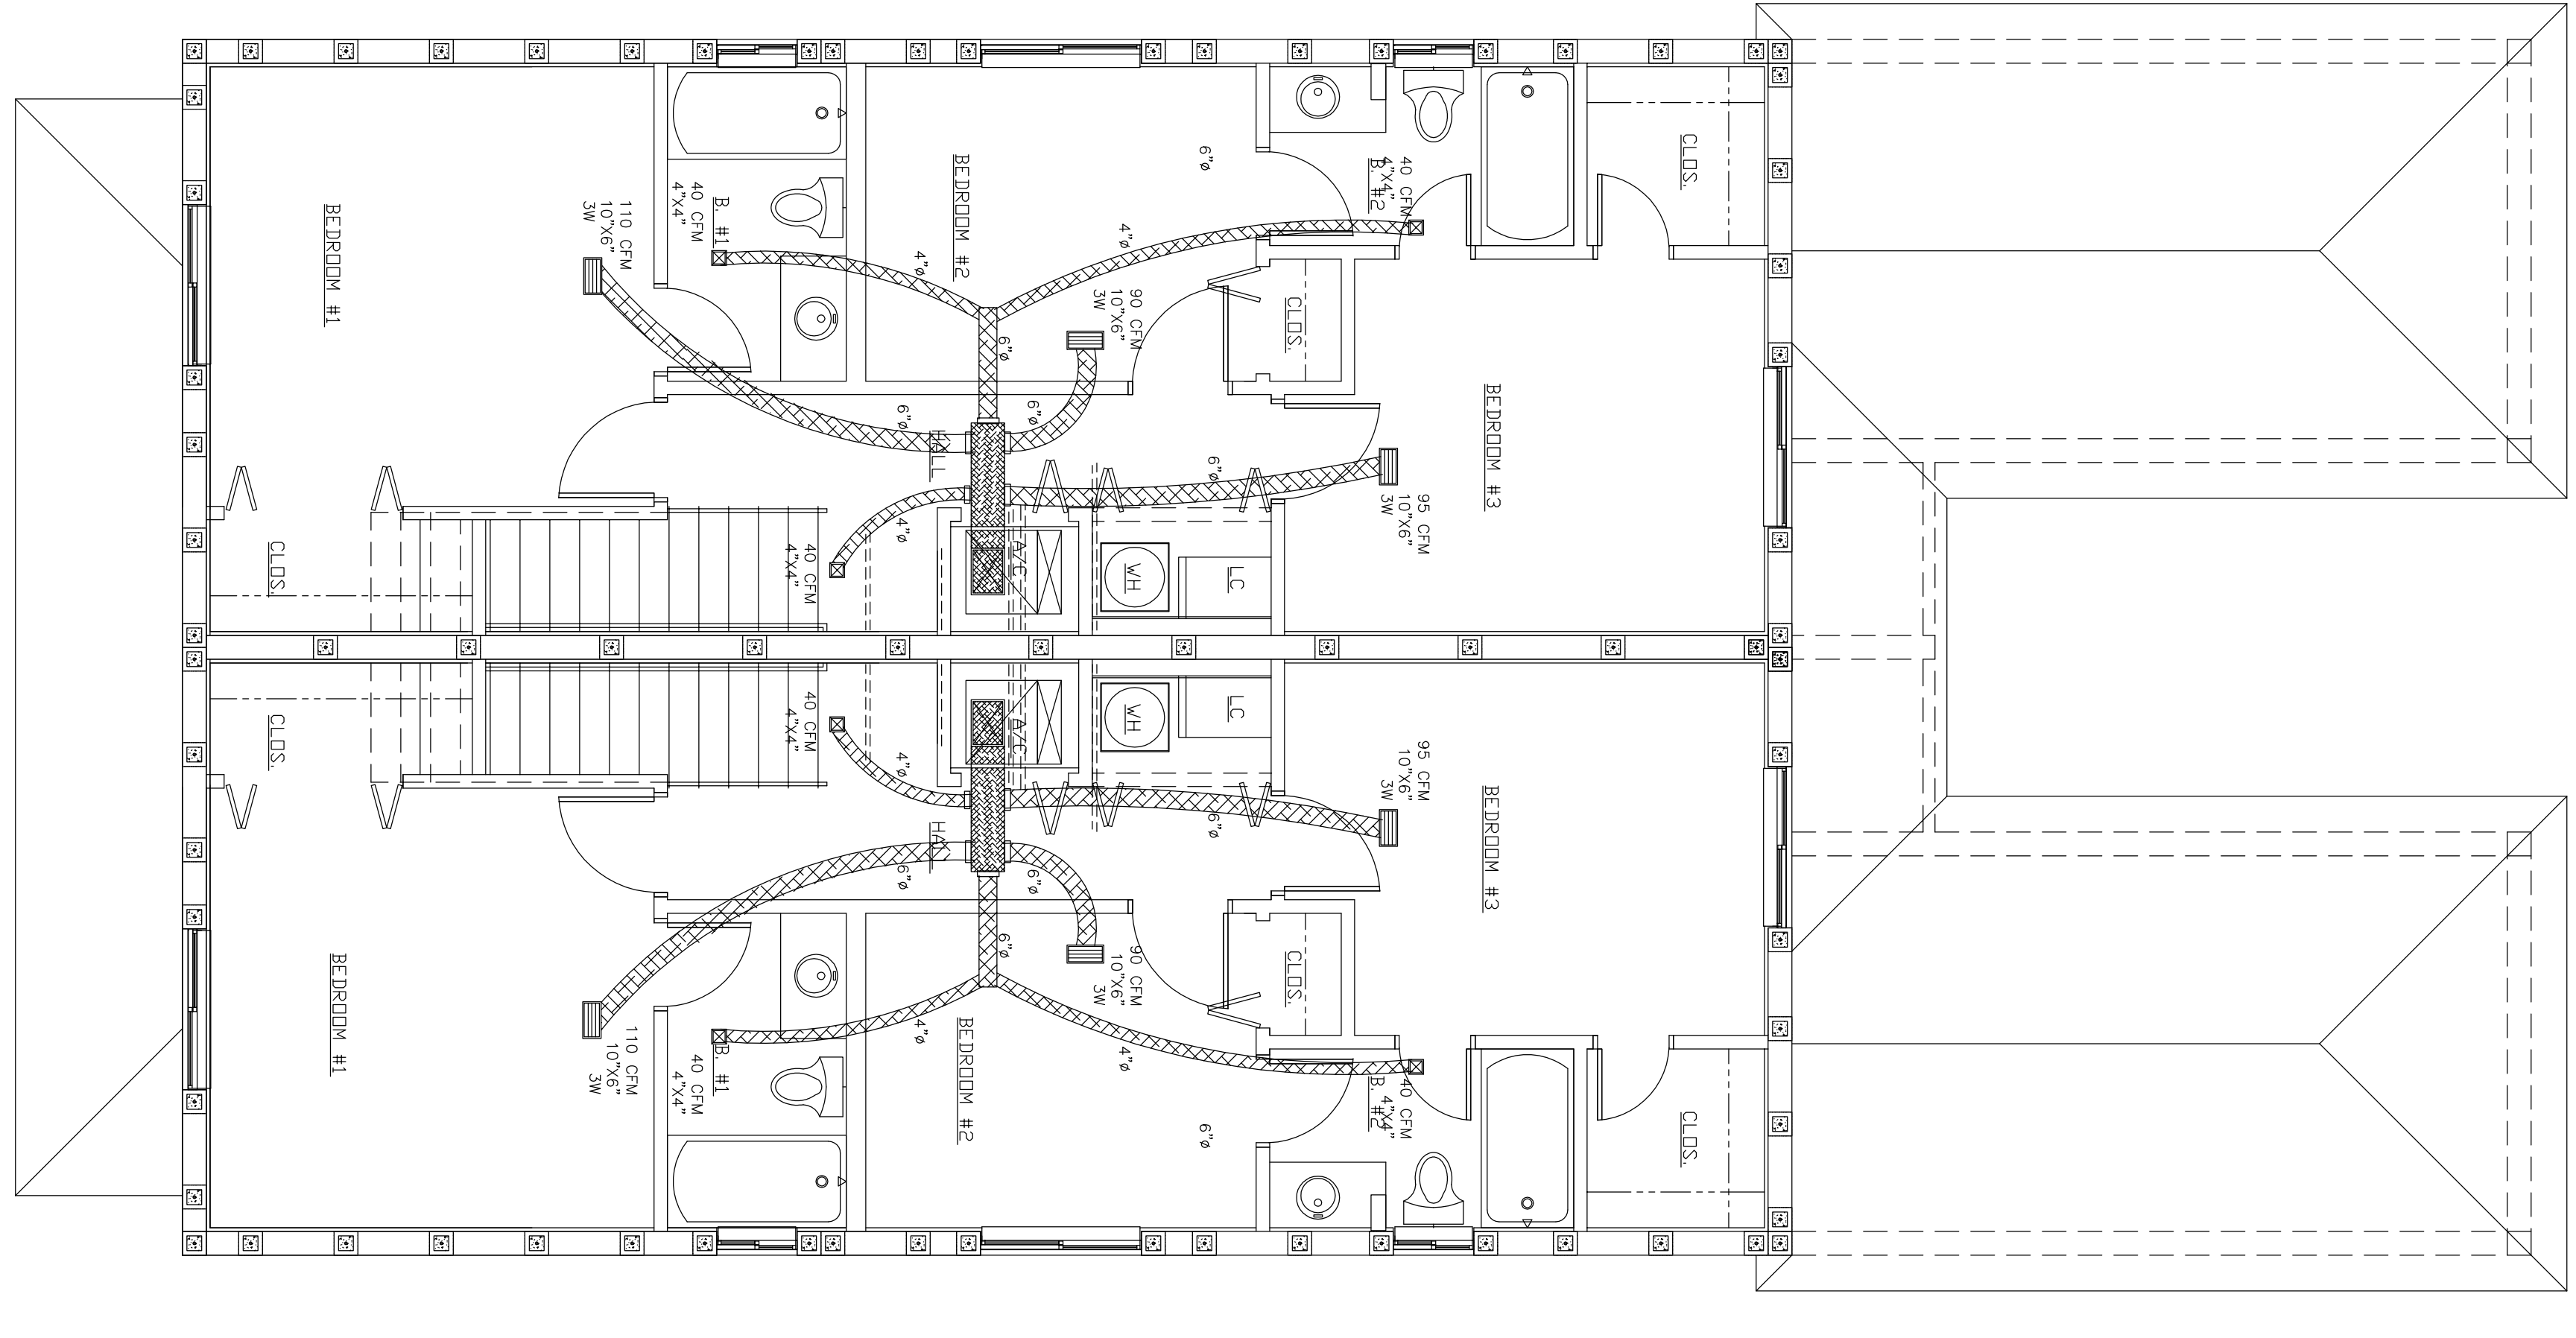 BEDROOM #1
110 CFM
10"X6"
3W
B. #1
40 CFM
4"X4"
BEDROOM #2
4"ø
6"ø
90 CFM
10"X6"
3W
6"ø
4"ø
B. #2
40 CFM
4"X4"
CLOS.
CLOS.
BEDROOM #3
95 CFM
10"X6"
3W
6"ø
6"ø
6"ø
HALL
4"ø
40 CFM
4"X4"
A/C
WH
LC
CLOS.
CLOS.
40 CFM
4"X4"
A/C
WH
LC
4"ø
HALL
6"ø
6"ø
6"ø
95 CFM
10"X6"
3W
BEDROOM #3
6"ø
90 CFM
10"X6"
3W
CLOS.
BEDROOM #1
110 CFM
10"X6"
3W
B. #1
40 CFM
4"X4"
4"ø
BEDROOM #2
4"ø
6"ø
B. #2
40 CFM
4"X4"
CLOS.